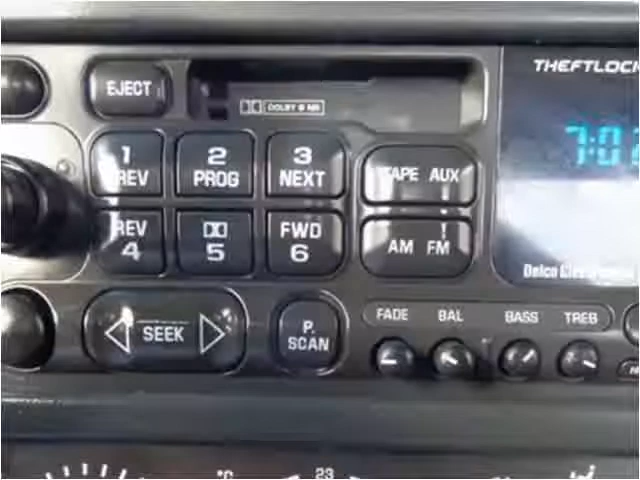 THEFTLOCK
EJECT
DOLBY B NR
7:0
1 PREV
2 PROG
3 NEXT
TAPE AUX
REV 4
5
FWD 6
AM FM
Delco Electronics
SEEK
P. SCAN
FADE BAL BASS TREB
°C
23